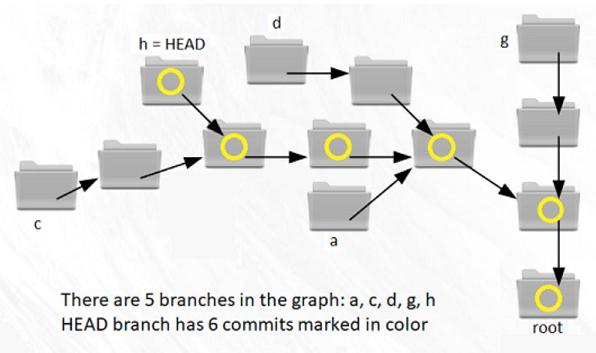 d
h = HEAD
g
c
a
root
There are 5 branches in the graph: a, c, d, g, h
HEAD branch has 6 commits marked in color